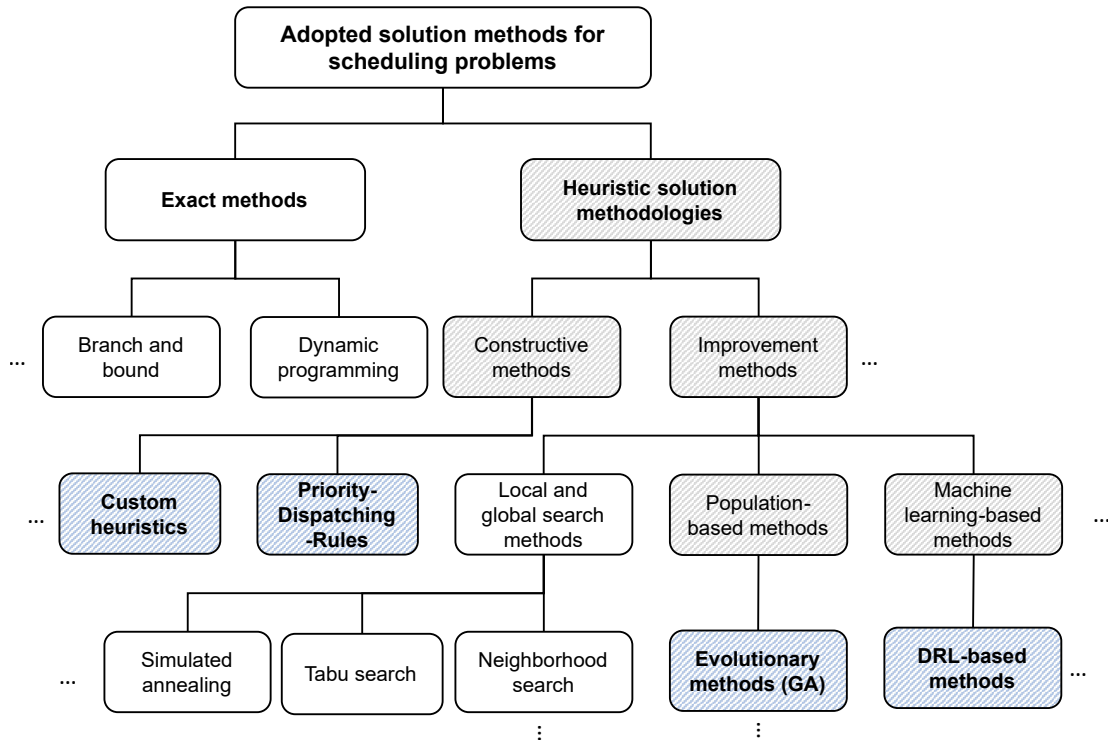 Adopted solution methods for
scheduling problems
Exact methods
Heuristic solution
methodologies
...
Branch and
bound
Dynamic
programming
Constructive
methods
Improvement
methods
...
...
Custom
heuristics
Priority-
Dispatching
-Rules
Local and
global search
methods
Population-
based methods
Machine
learning-based
methods
...
...
Simulated
annealing
Tabu search
Neighborhood
search
Evolutionary
methods (GA)
DRL-based
methods
...
...
...